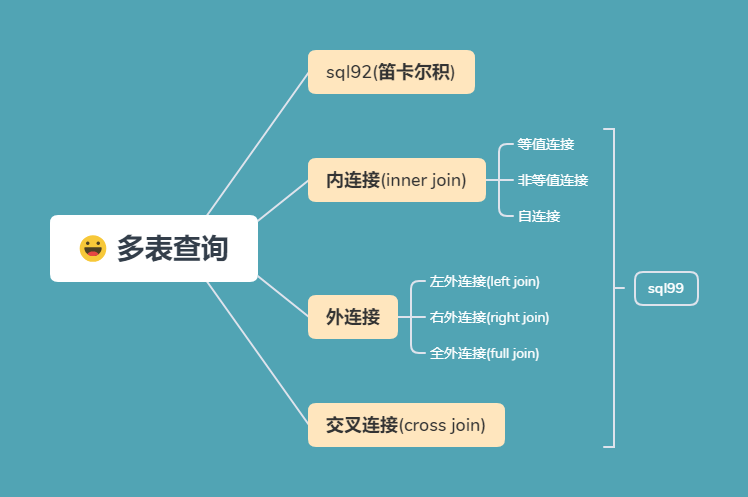 多表查询
sql92(笛卡尔积)
内连接(inner join)
等值连接
非等值连接
自连接
外连接
左外连接(left join)
右外连接(right join)
全外连接(full join)
交叉连接(cross join)
sql99